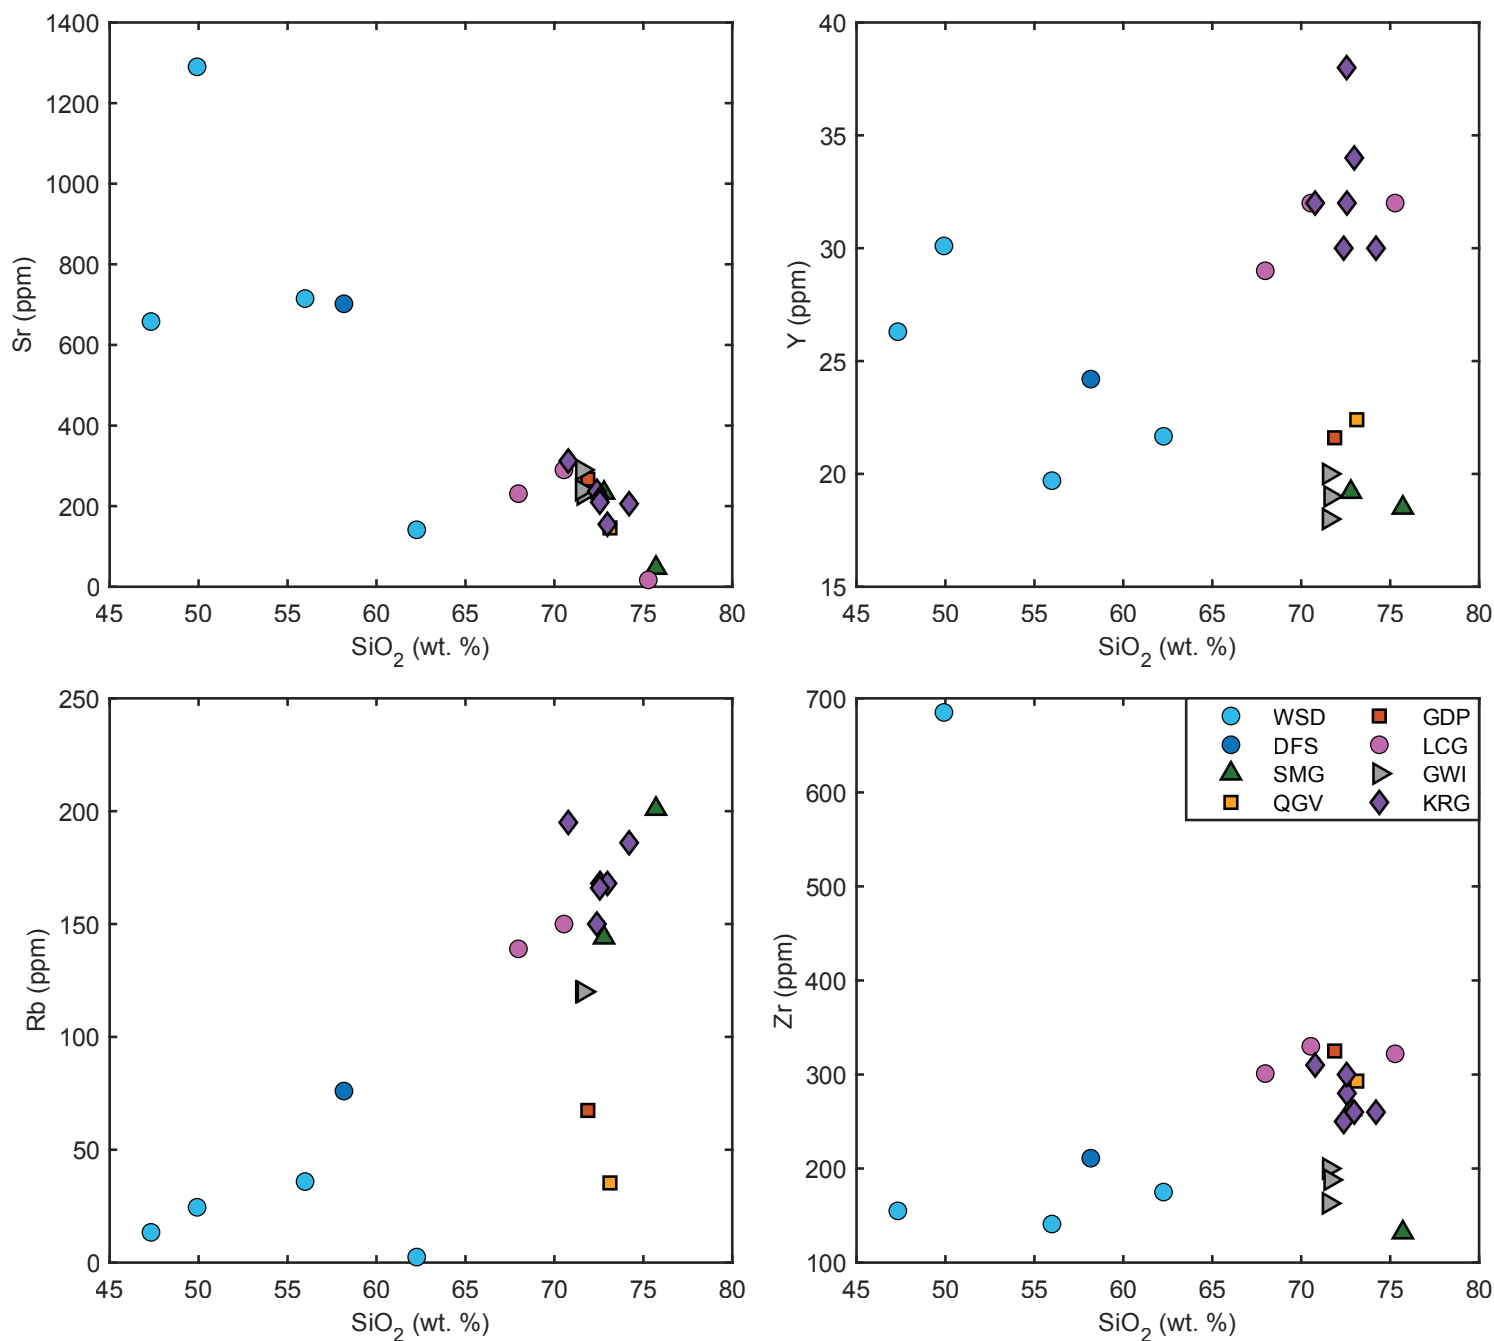 1400
1200
1000
800
600
400
200
0
Sr (ppm)
45 50 55 60 65 70 75 80
SiO2 (wt. %)
40
35
30
25
20
15
Y (ppm)
45 50 55 60 65 70 75 80
SiO2 (wt. %)
250
200
150
100
50
0
Rb (ppm)
45 50 55 60 65 70 75 80
SiO2 (wt. %)
700
600
500
400
300
200
100
Zr (ppm)
45 50 55 60 65 70 75 80
SiO2 (wt. %)
WSD GDP
DFS LCG
SMG GWI
QGV KRG